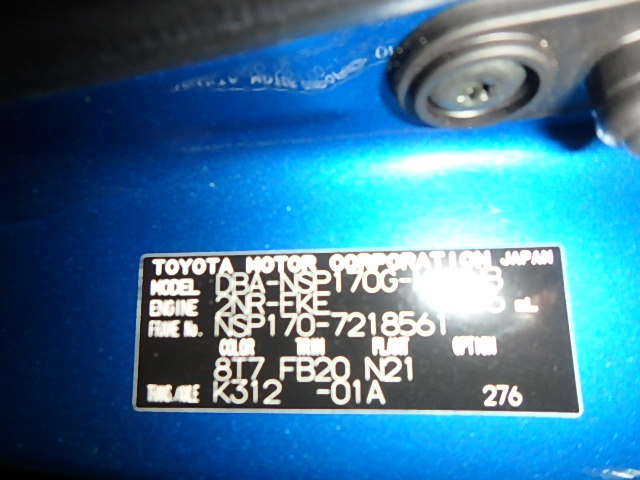 TOYOTA MOTOR CORPORATION JAPAN
MODEL DBA-NSP170G-
ENGINE 2NR-FKE mL
FRAME No. NSP170-7218561
COLOR TRIM PLANT OPTION
8T7 FB20 N21
TRANS/AXLE K312 -01A 276